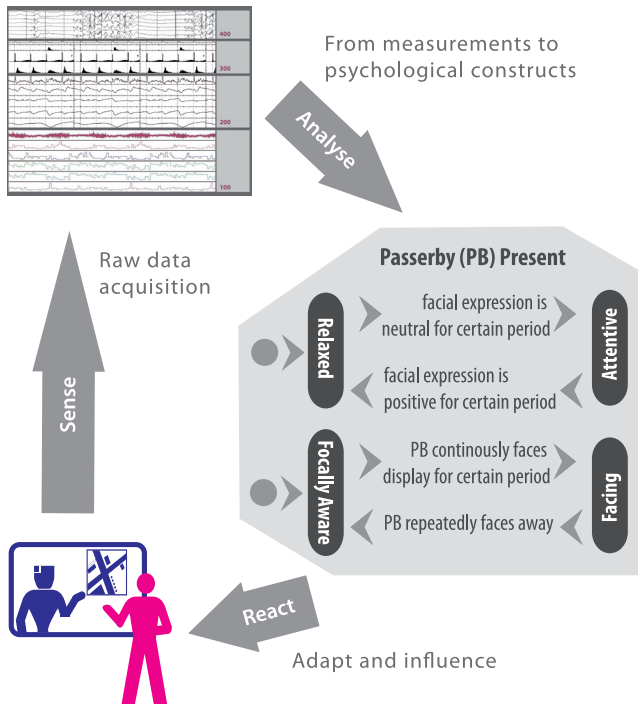 400
300
200
100
From measurements to
psychological constructs
Analyse
Raw data
acquisition
Sense
Passerby (PB) Present
Relaxed
facial expression is
neutral for certain period
Attentive
facial expression is
positive for certain period
Focally Aware
PB continously faces
display for certain period
Facing
PB repeatedly faces away
React
Adapt and influence